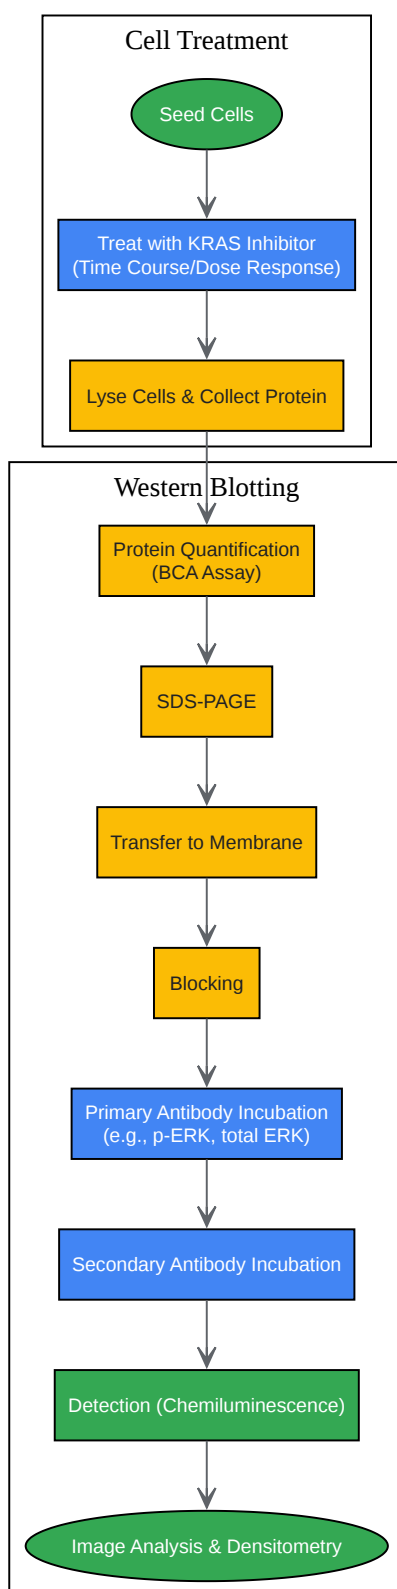 Cell Treatment
Seed Cells
Treat with KRAS Inhibitor
(Time Course/Dose Response)
Lyse Cells & Collect Protein
Western Blotting
Protein Quantification
(BCA Assay)
SDS-PAGE
Transfer to Membrane
Blocking
Primary Antibody Incubation
(e.g., p-ERK, total ERK)
Secondary Antibody Incubation
Detection (Chemiluminescence)
Image Analysis & Densitometry